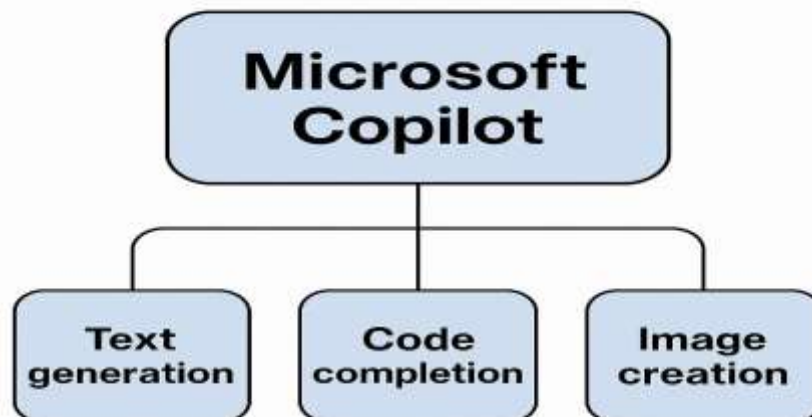 Microsoft
Copilot
Text
generation
Code
completion
Image
creation